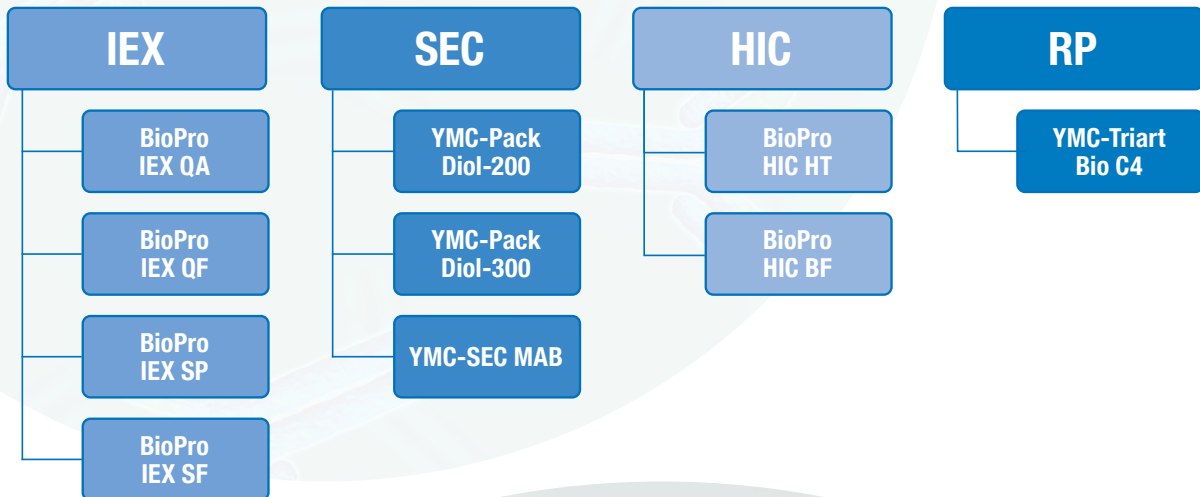 IEX
BioPro
IEX QA
BioPro
IEX QF
BioPro
IEX SP
BioPro
IEX SF
SEC
YMC-Pack
Diol-200
YMC-Pack
Diol-300
YMC-SEC MAB
HIC
BioPro
HIC HT
BioPro
HIC BF
RP
YMC-Triart
Bio C4